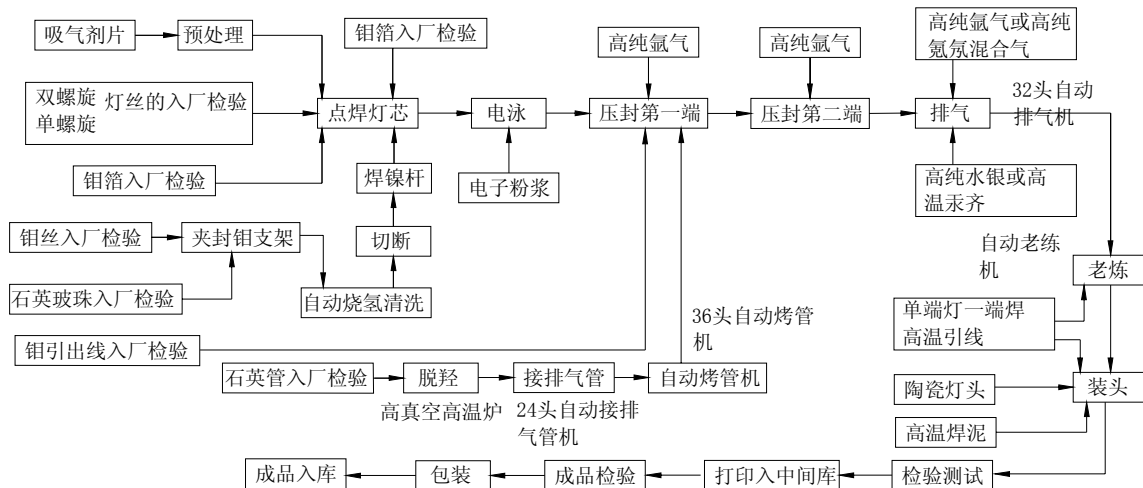 吸气剂片
预处理
钼箔入厂检验
高纯氩气
高纯氩气
高纯氩气或高纯
氪氖混合气
双螺旋
单螺旋
灯丝的入厂检验
点焊灯芯
电泳
压封第一端
压封第二端
排气
32头自动
排气机
钼箔入厂检验
焊镍杆
电子粉浆
高纯水银或高
温汞齐
钼丝入厂检验
夹封钼支架
切断
自动老练
机
老炼
石英玻珠入厂检验
自动烧氢清洗
36头自动烤管
机
单端灯一端焊
高温引线
钼引出线入厂检验
石英管入厂检验
脱羟
接排气管
自动烤管机
高真空高温炉
24头自动接排
气管机
陶瓷灯头
装头
高温焊泥
成品入库
包装
成品检验
打印入中间库
检验测试